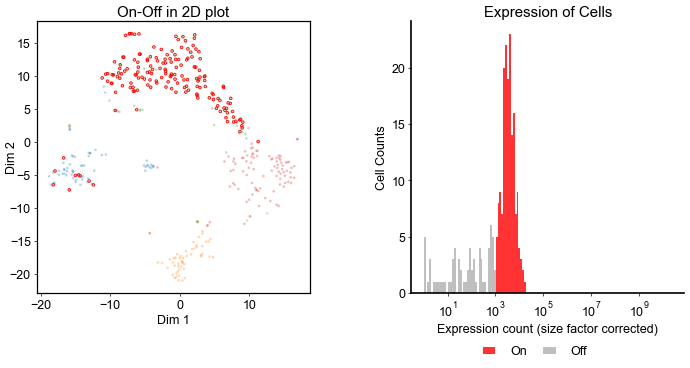 On-Off in 2D plot
Dim 2
15
10
5
0
−5
−10
−15
−20
−20 −10 0 10
Dim 1
Expression of Cells
Cell Counts
20
15
10
5
0
10^1 10^3 10^5 10^7 10^9
Expression count (size factor corrected)
On Off